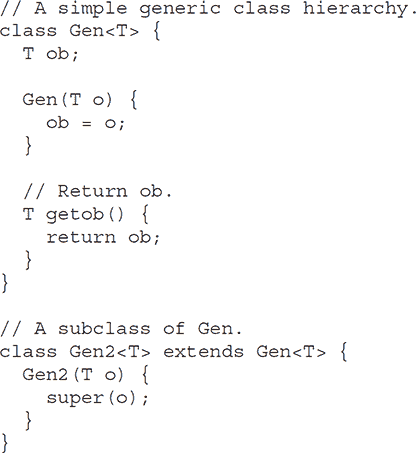 // A simple generic class hierarchy.
class Gen<T> {
  T ob;

  Gen(T o) {
    ob = o;
  }

  // Return ob.
  T getob() {
    return ob;
  }
}

// A subclass of Gen.
class Gen2<T> extends Gen<T> {
  Gen2(T o) {
    super(o);
  }
}